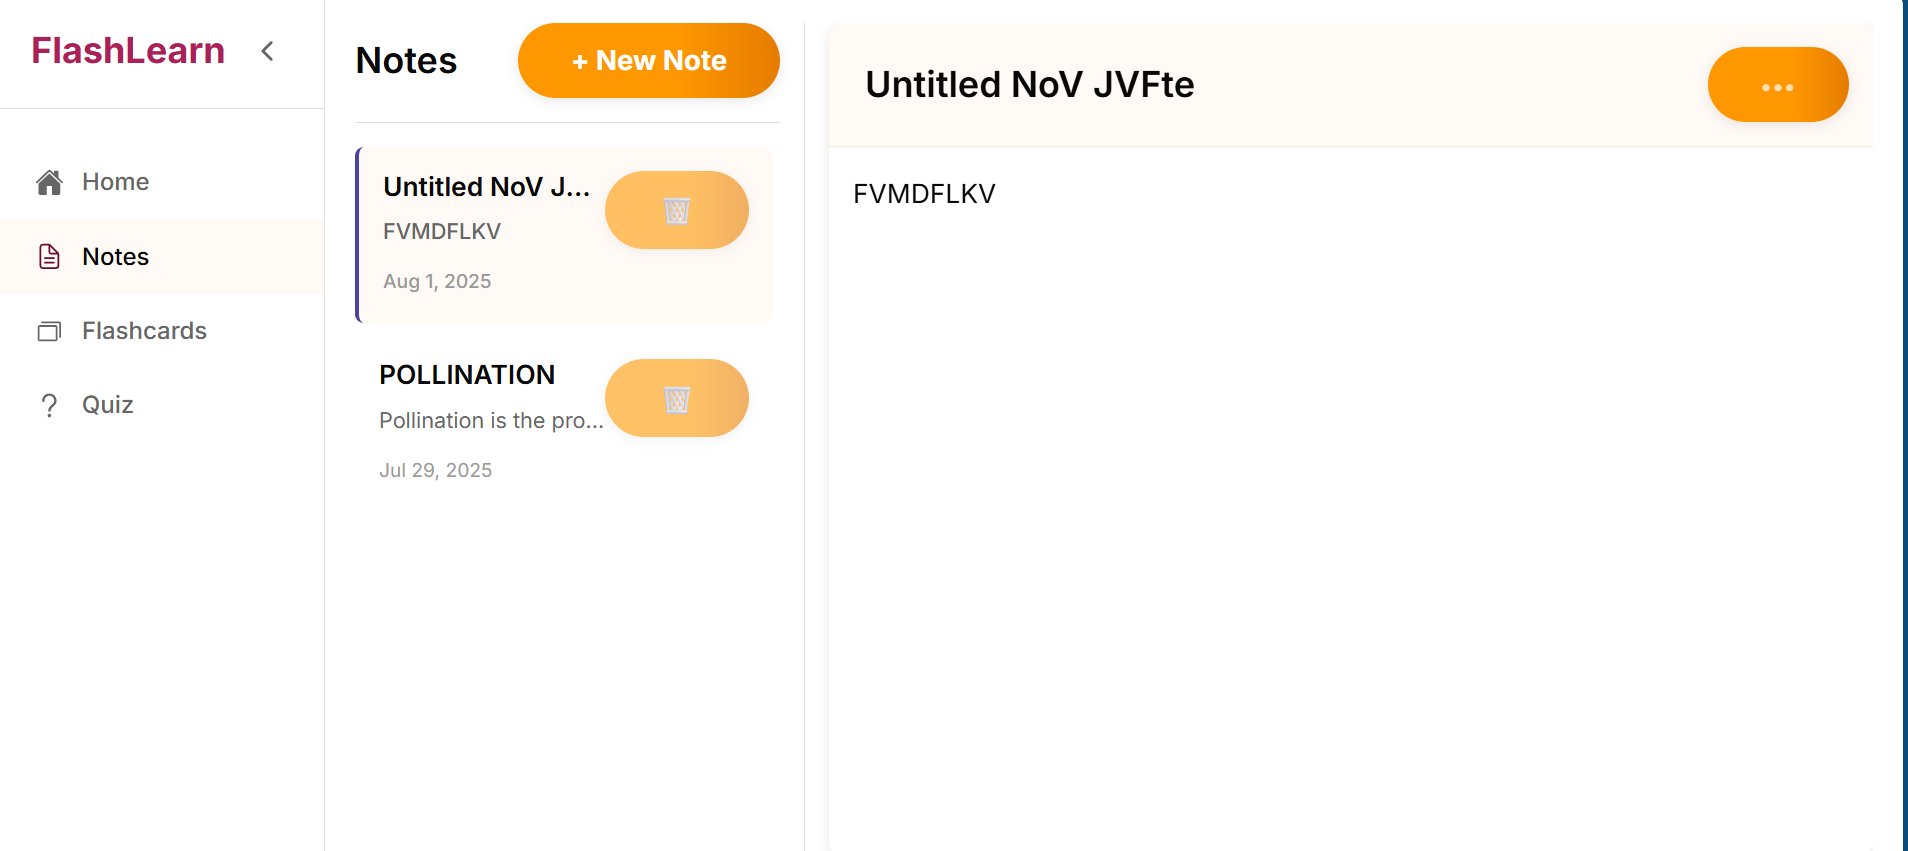 FlashLearn
Home
Notes
Flashcards
Quiz
Notes
+ New Note
Untitled NoV J...
FVMDFLKV
Aug 1, 2025
POLLINATION
Pollination is the pro...
Jul 29, 2025
Untitled NoV JVFte
...
FVMDFLKV